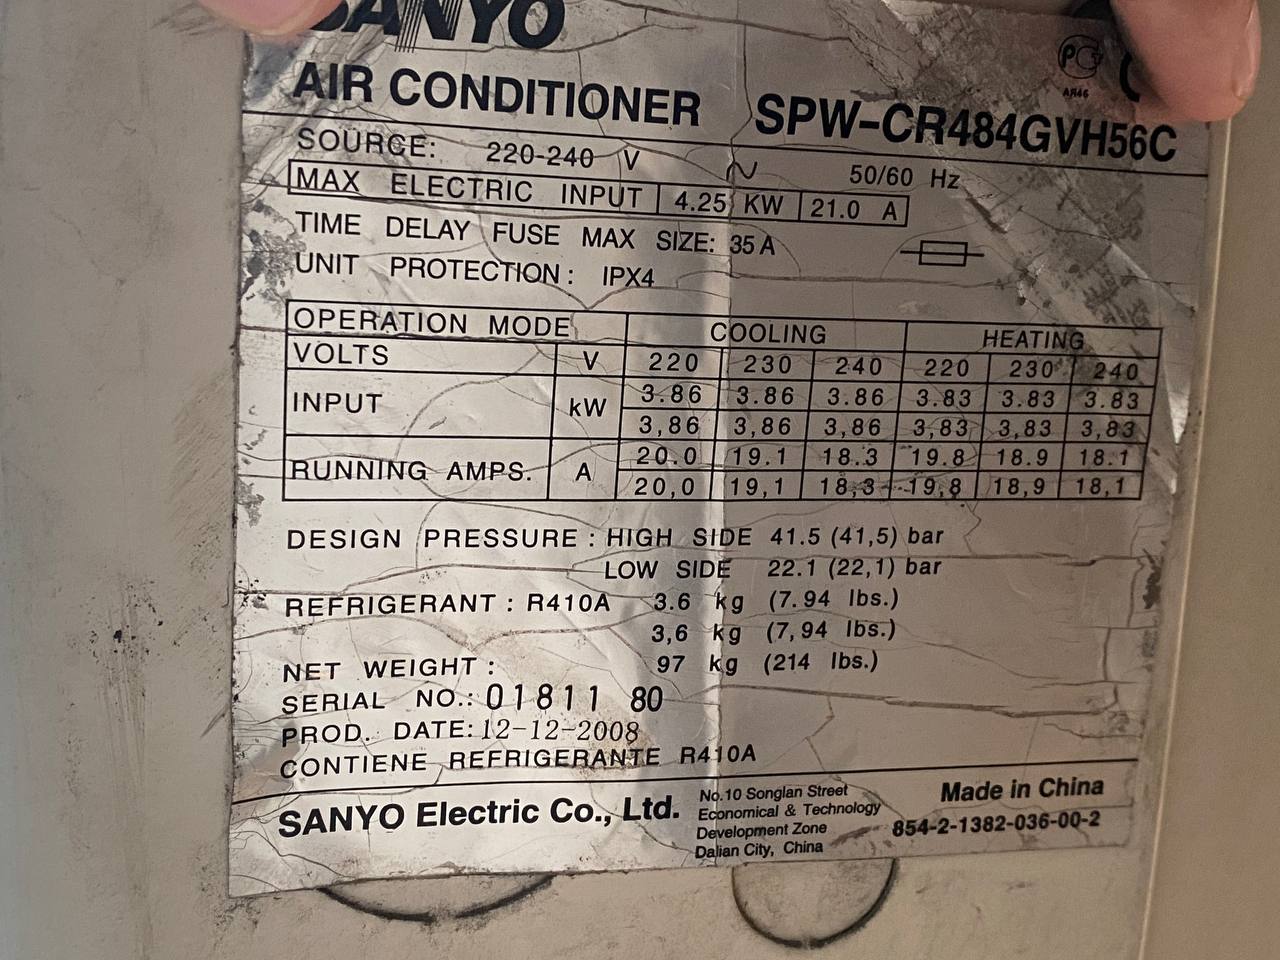 SANYO
AIR CONDITIONER SPW-CR484GVH56C
SOURCE: 220-240 V ~ 50/60 Hz
MAX ELECTRIC INPUT 4.25 KW 21.0 A
TIME DELAY FUSE MAX SIZE: 35 A
UNIT PROTECTION: IPX4
OPERATION MODE COOLING HEATING
VOLTS V 220 230 240 220 230 240
INPUT kW 3.86 3.86 3.86 3.83 3.83 3.83
3,86 3,86 3,86 3,83 3,83 3,83
RUNNING AMPS. A 20.0 19.1 18.3 19.8 18.9 18.1
20,0 19,1 18,3 19,8 18,9 18,1
DESIGN PRESSURE: HIGH SIDE 41.5 (41,5) bar
LOW SIDE 22.1 (22,1) bar
REFRIGERANT: R410A 3.6 kg (7.94 lbs.)
3,6 kg (7,94 lbs.)
NET WEIGHT: 97 kg (214 lbs.)
SERIAL NO.: 01811 80
PROD. DATE: 12-12-2008
CONTIENE REFRIGERANTE R410A
SANYO Electric Co., Ltd.
No.10 Songlan Street
Economical & Technology
Development Zone
Dalian City, China
Made in China
854-2-1382-036-00-2